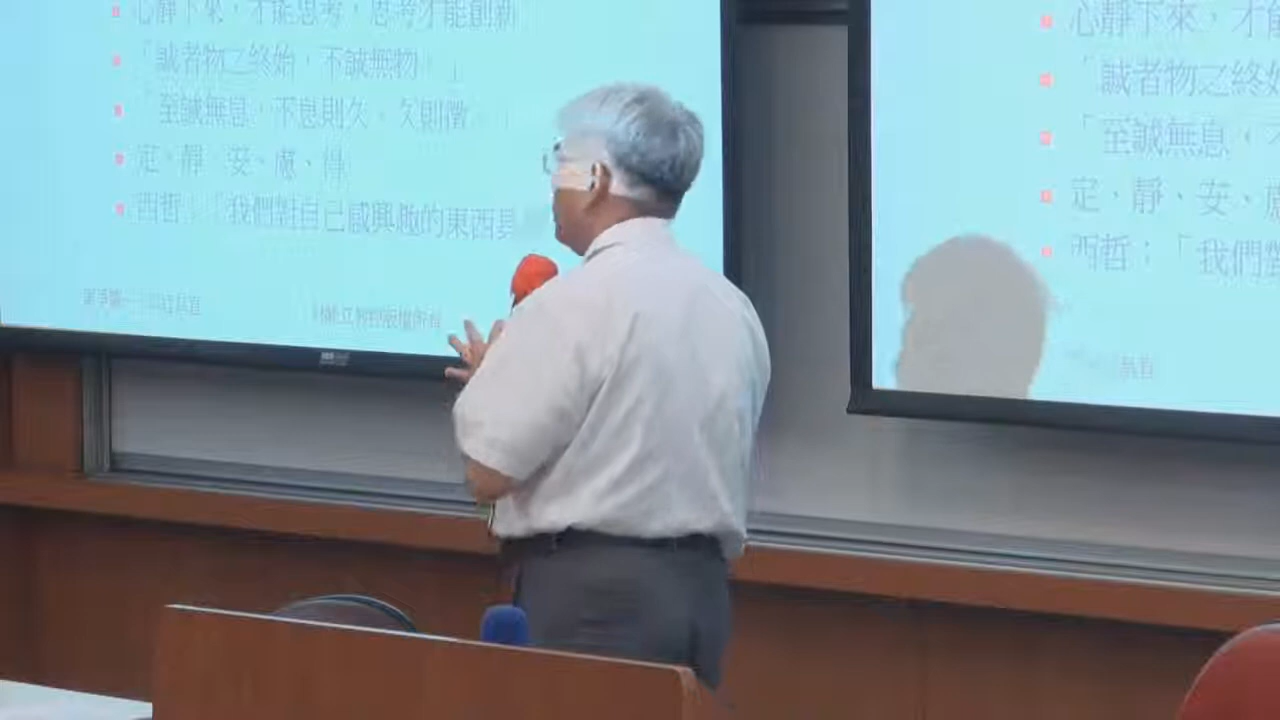 心靜下來，才能思考，思考才能創新
「誠者物之終始，不誠無物。」
「至誠無息，不息則久，久則徵。」
定、靜、安、慮、得
西哲：「我們對自己感興趣的東西具
心靜下來，才能
「誠者物之終始
「至誠無息，不
定、靜、安、慮
西哲：「我們對